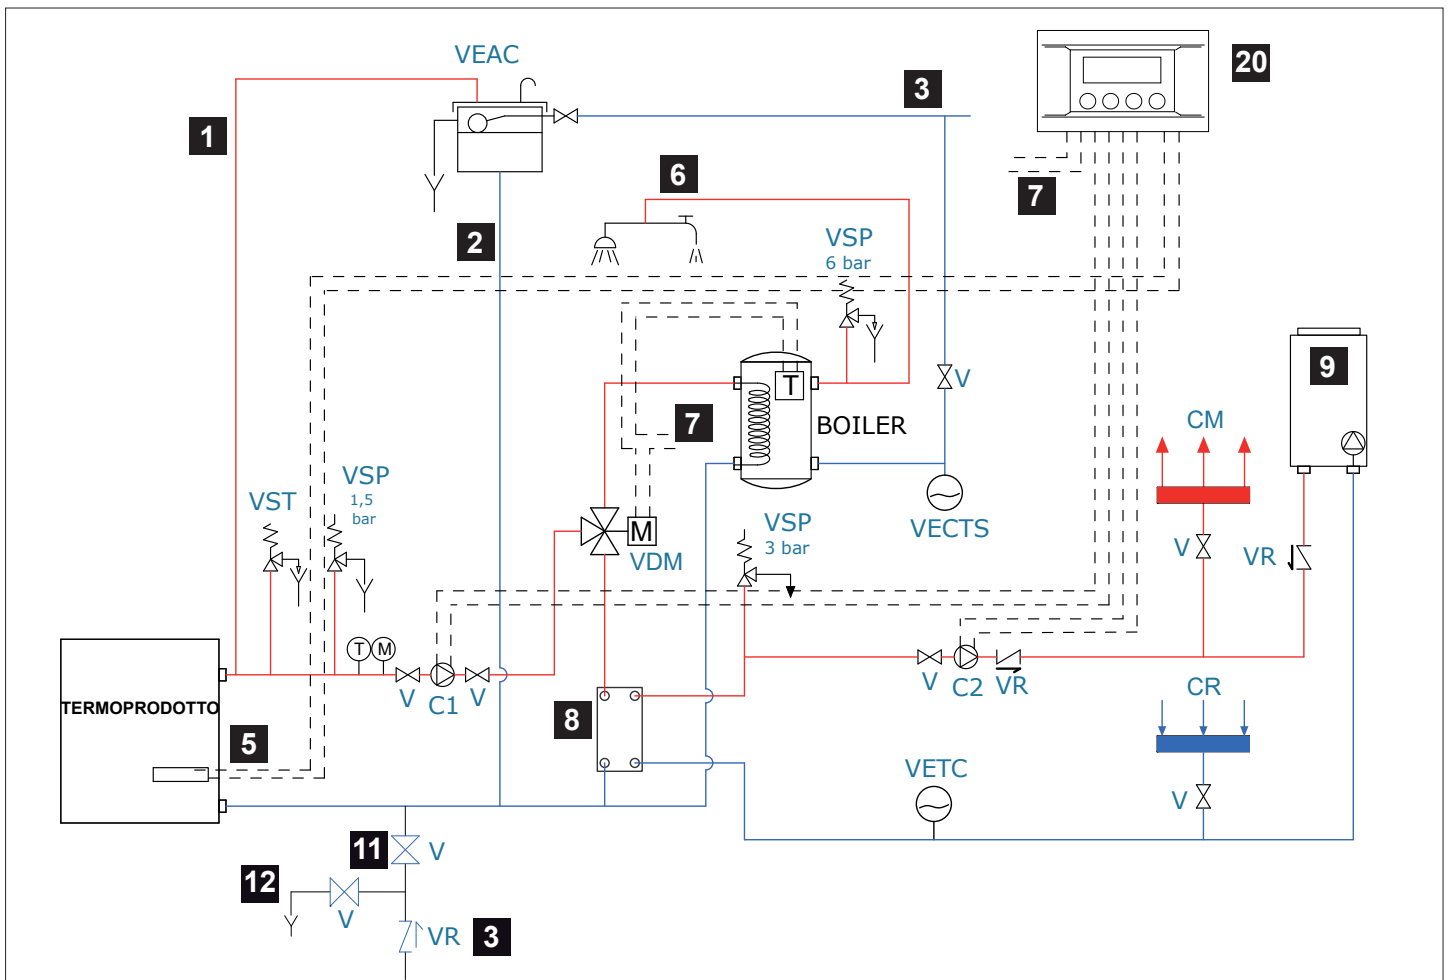 VEAC
3
20
1
7
6
2
VSP
6 bar
9
T
BOILER
7
CM
VSP
1,5
bar
VST
VECTS
M
VDM
VSP
3 bar
V
V
VR
T
M
V
C1
V
V
C2
VR
TERMOPRODOTTO
8
CR
5
VETC
V
11
V
12
V
VR
3